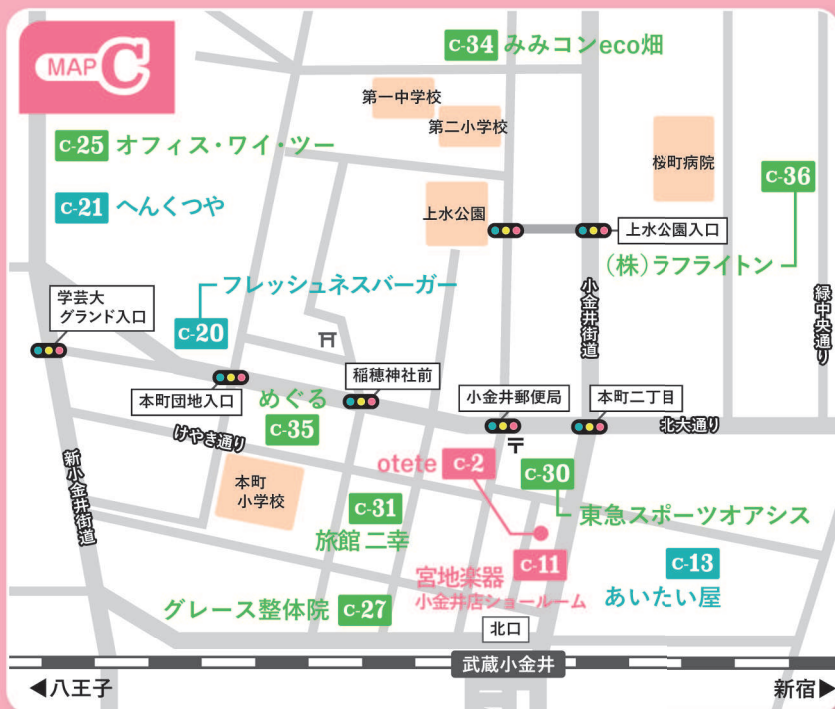 MAP C
C-34 みみコンeco畑
第一中学校
第二小学校
C-25 オフィス・ワイ・ツー
桜町病院
C-36
C-21 へんくつや
上水公園
上水公園入口
(株)ラフライトン
フレッシュネスバーガー
小金井街道
緑中央通り
学芸大
グランド入口
C-20
稲穂神社前
本町団地入口
めぐる
小金井郵便局
本町二丁目
北大通り
C-35
けやき通り
otete C-2
C-30
本町
小学校
新小金井街道
C-31
旅館 二幸
東急スポーツオアシス
C-11
宮地楽器
小金井店ショールーム
C-13
あいたい屋
グレース整体院 C-27
北口
武蔵小金井
◀八王子
新宿▶